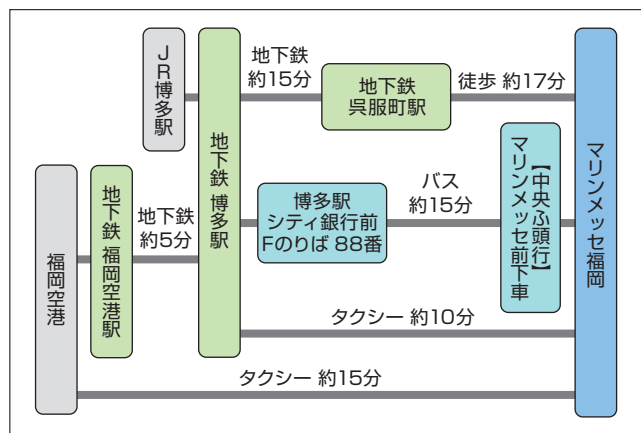 JR博多駅
地下鉄
約15分
地下鉄
呉服町駅
徒歩 約17分
マリンメッセ福岡
福岡空港
地下鉄 福岡空港駅
地下鉄
約5分
地下鉄 博多駅
博多駅
シティ銀行前
Fのりば 88番
バス
約15分
【中央ふ頭行】
マリンメッセ前下車
タクシー 約10分
タクシー 約15分